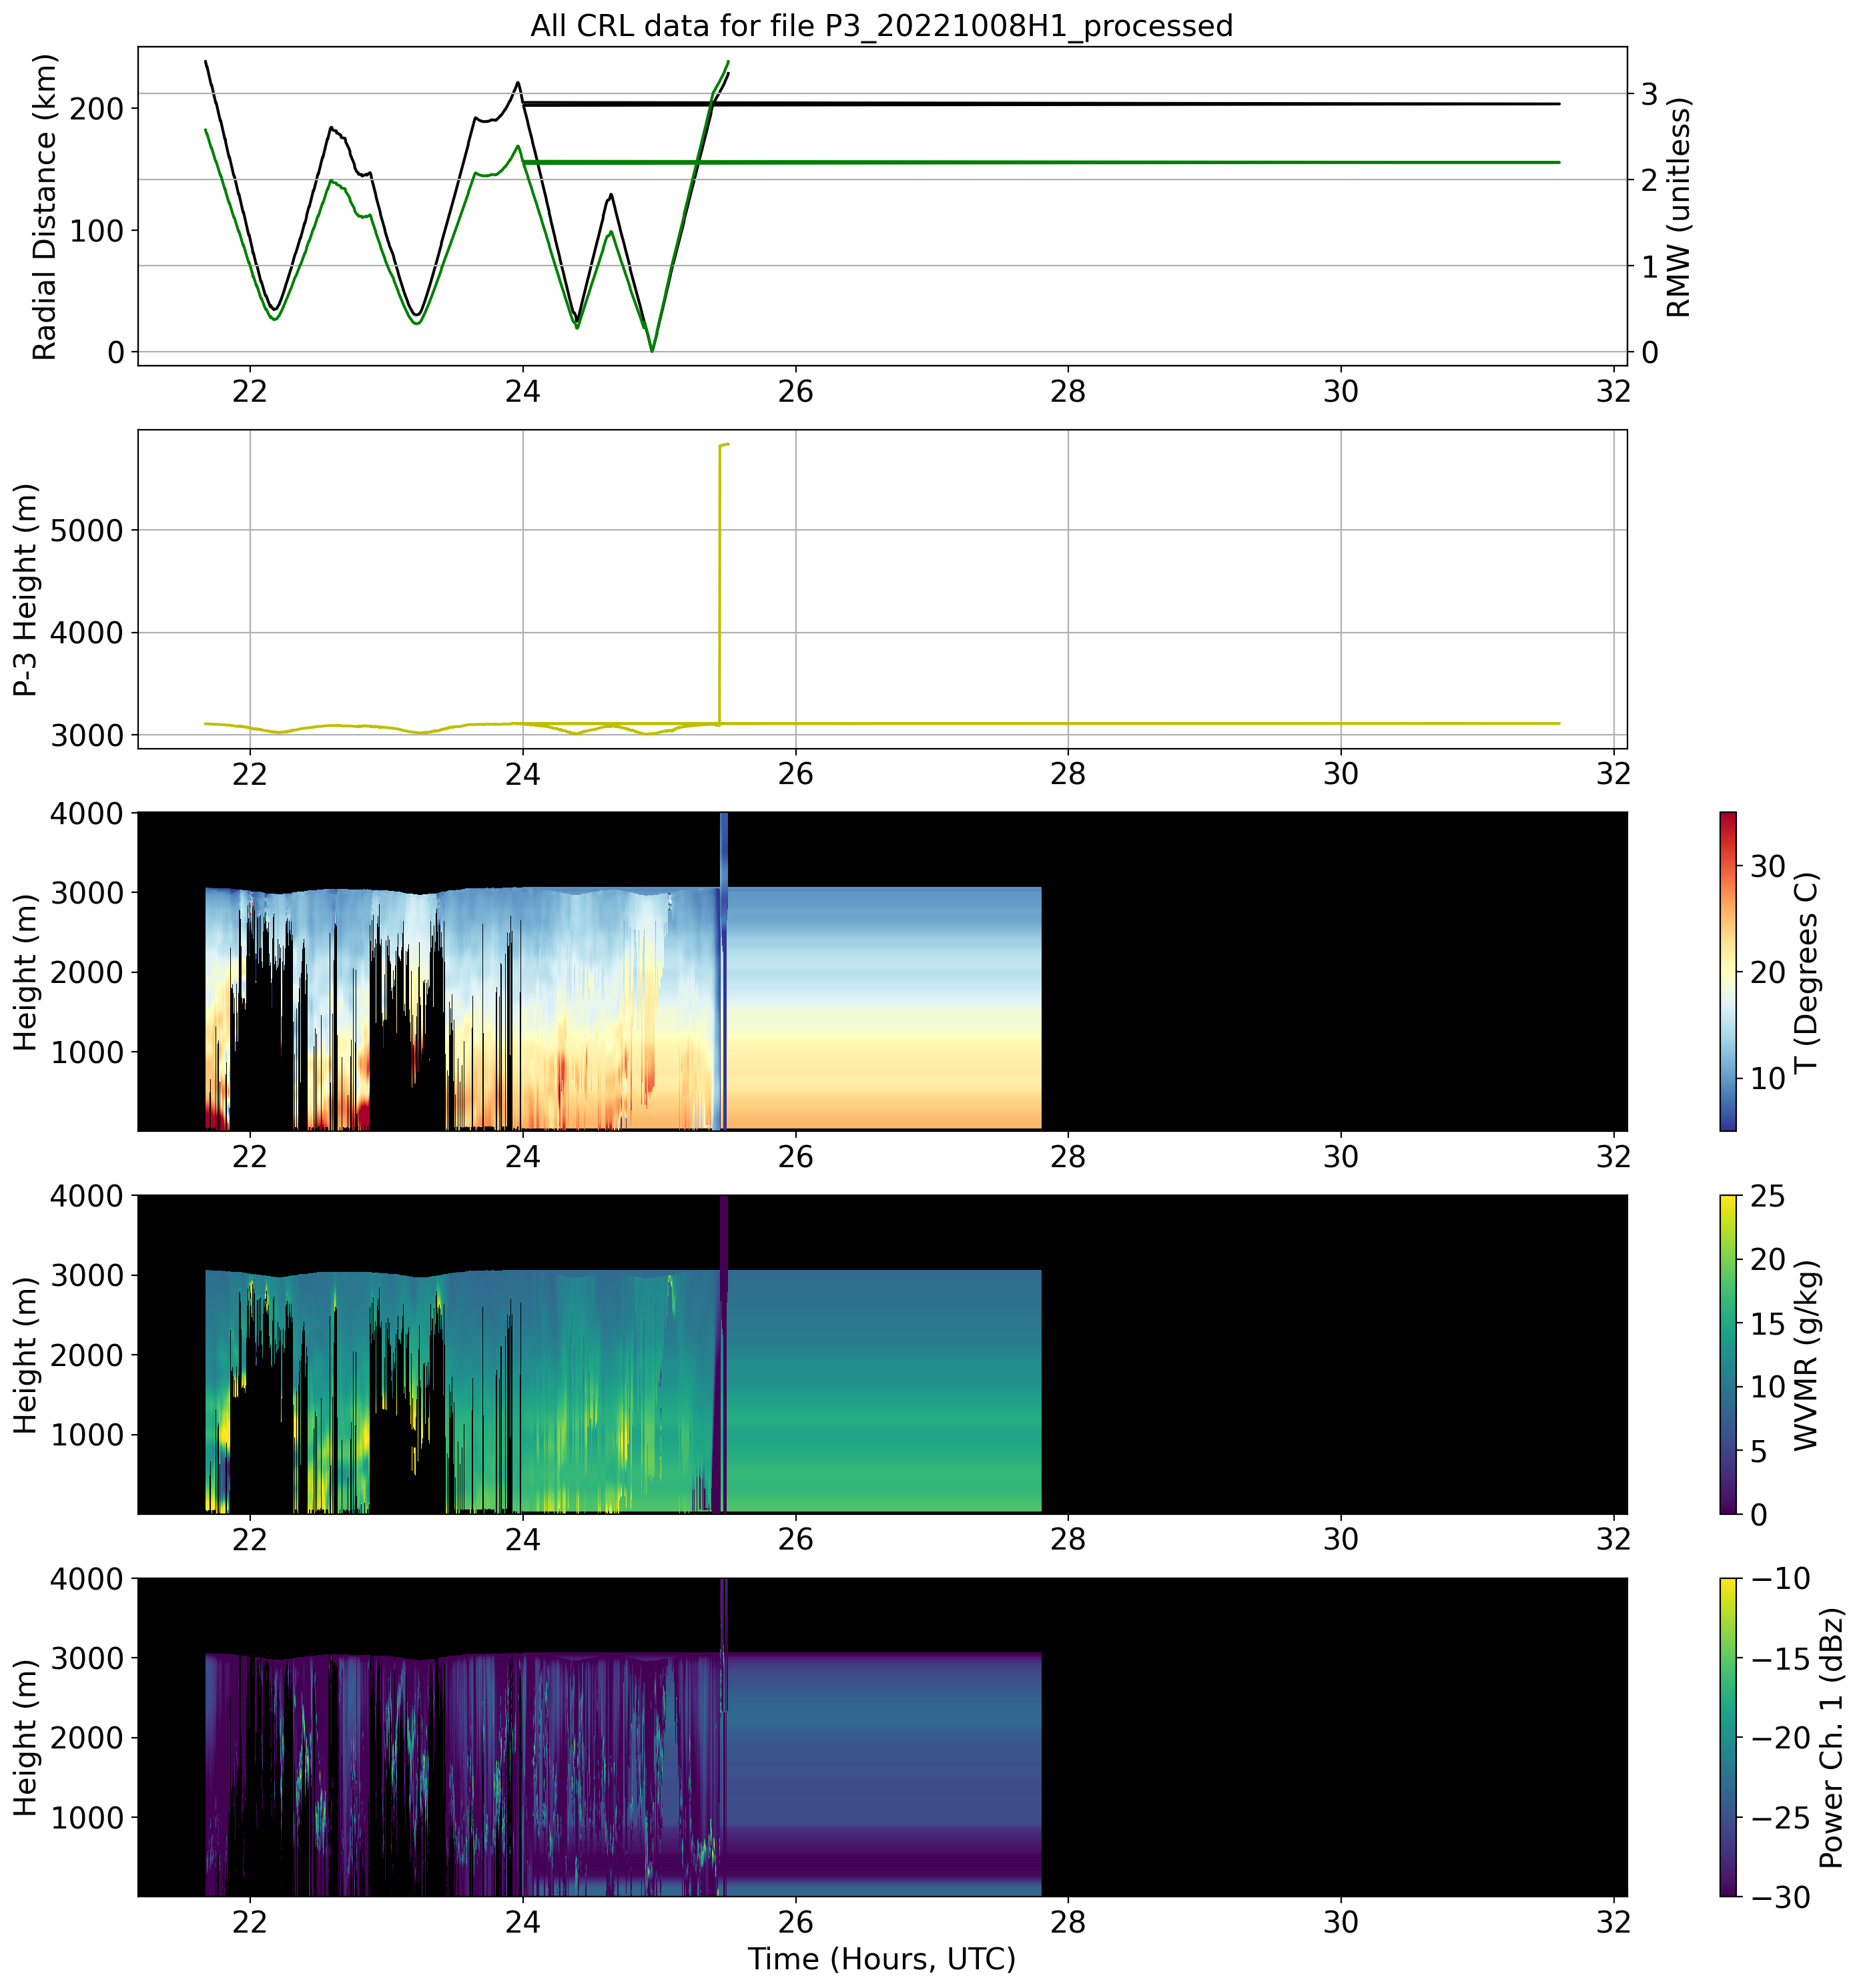 All CRL data for file P3_20221008H1_processed
Radial Distance (km)
200
100
0
3
2
1
0
RMW (unitless)
22 24 26 28 30 32
P-3 Height (m)
5000
4000
3000
22 24 26 28 30 32
Height (m)
4000
3000
2000
1000
22 24 26 28 30 32
30
20
10
T (Degrees C)
Height (m)
4000
3000
2000
1000
22 24 26 28 30 32
25
20
15
10
5
0
WVMR (g/kg)
Height (m)
4000
3000
2000
1000
22 24 26 28 30 32
−10
−15
−20
−25
−30
Power Ch. 1 (dBz)
Time (Hours, UTC)